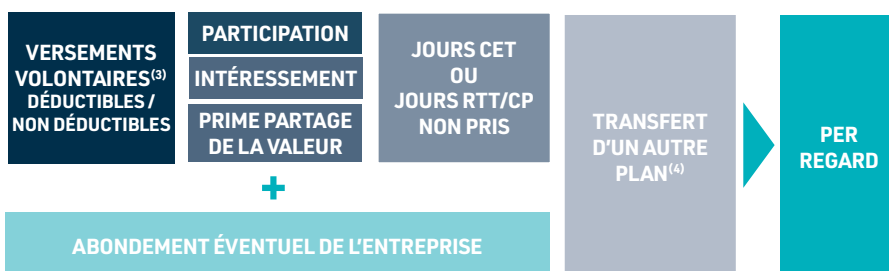 VERSEMENTS
VOLONTAIRES(3)
DÉDUCTIBLES /
NON DÉDUCTIBLES
PARTICIPATION
INTÉRESSEMENT
PRIME PARTAGE
DE LA VALEUR
JOURS CET
OU
JOURS RTT/CP
NON PRIS
+
ABONDEMENT ÉVENTUEL DE L'ENTREPRISE
TRANSFERT
D'UN AUTRE
PLAN(4)
PER
REGARD